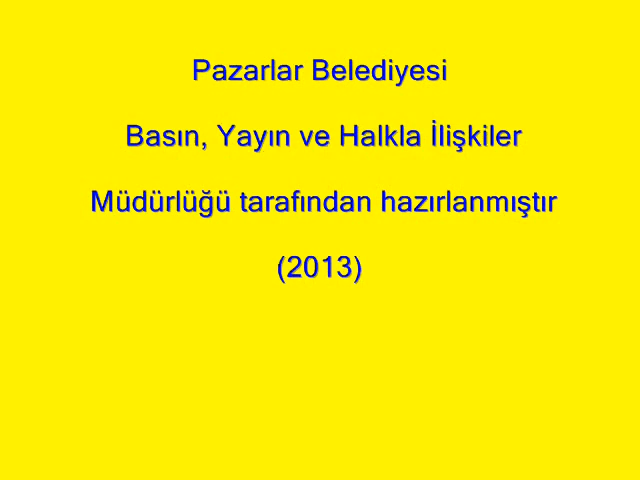 Pazarlar Belediyesi
Basın, Yayın ve Halkla İlişkiler
Müdürlüğü tarafından hazırlanmıştır
(2013)